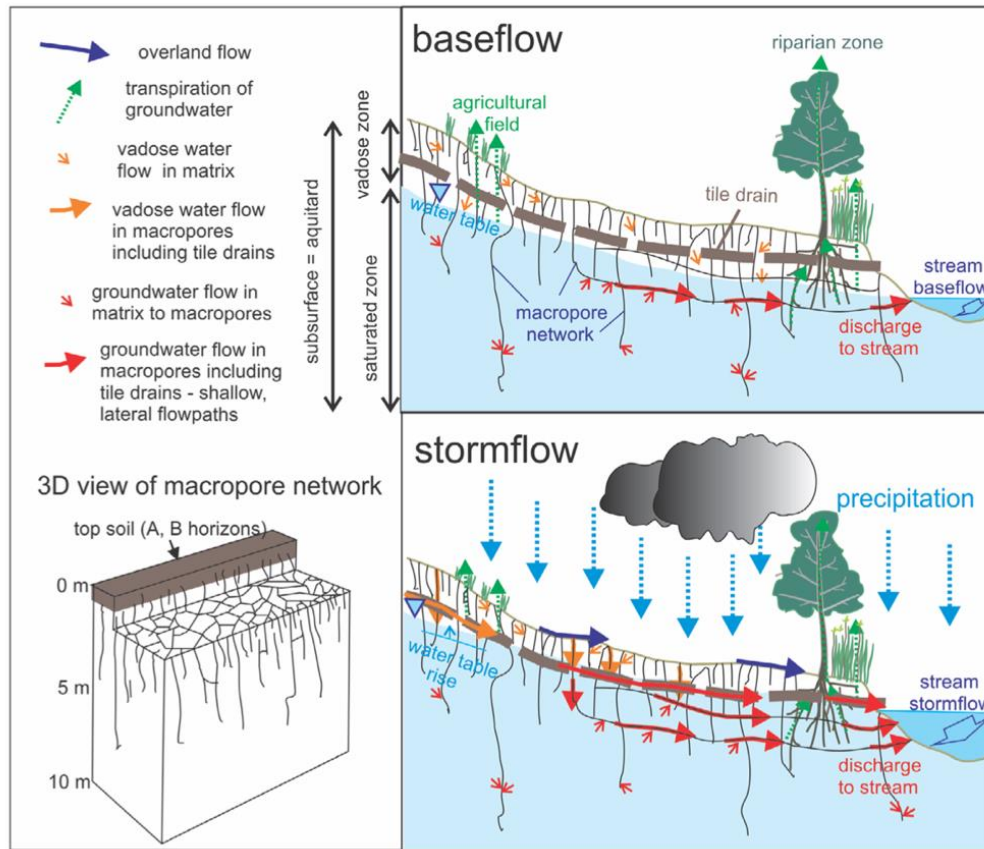 overland flow
transpiration of
groundwater
vadose water
flow in matrix
vadose water flow
in macropores
including tile drains
groundwater flow in
matrix to macropores
groundwater flow in
macropores including
tile drains - shallow,
lateral flowpaths
subsurface = aquitard
vadose zone
saturated zone
baseflow
riparian zone
agricultural
field
tile drain
water table
macropore
network
stream
baseflow
discharge
to stream
3D view of macropore network
top soil (A, B horizons)
0 m
5 m
10 m
stormflow
precipitation
water table
rise
stream
stormflow
discharge
to stream